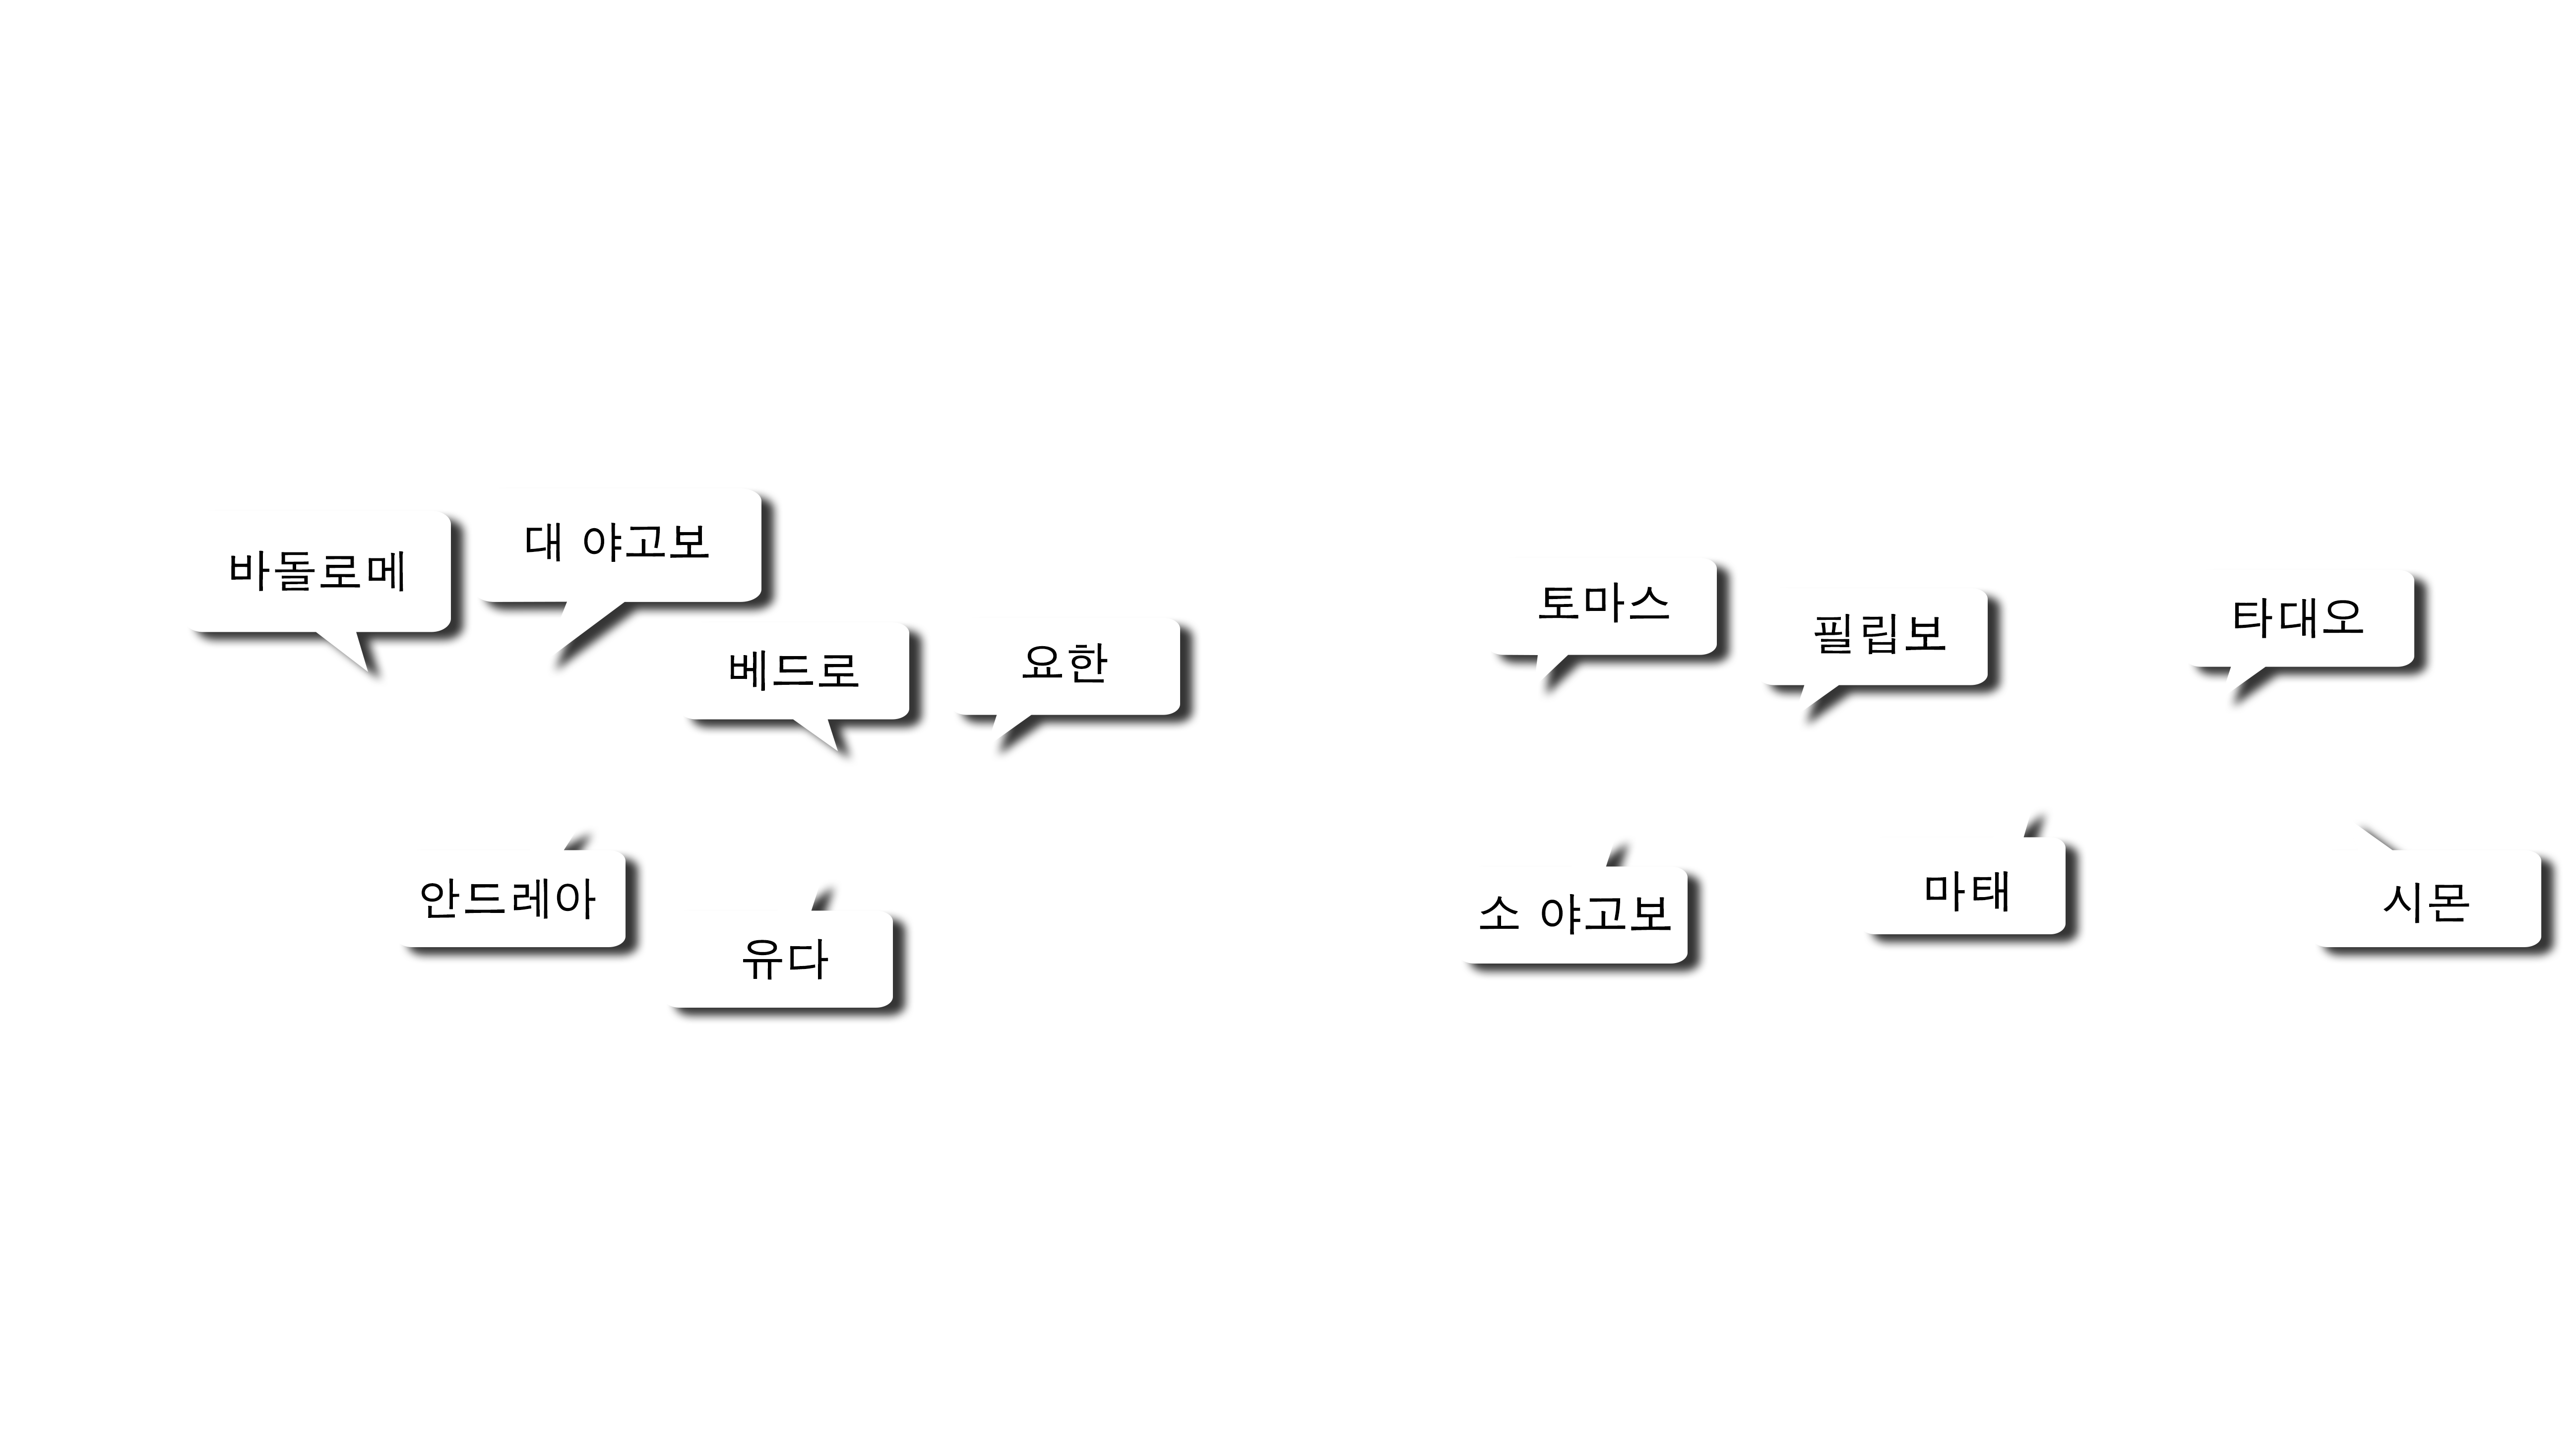 바돌로메
대 야고보
베드로
요한
토마스
필립보
타대오
안드레아
유다
소 야고보
마태
시몬